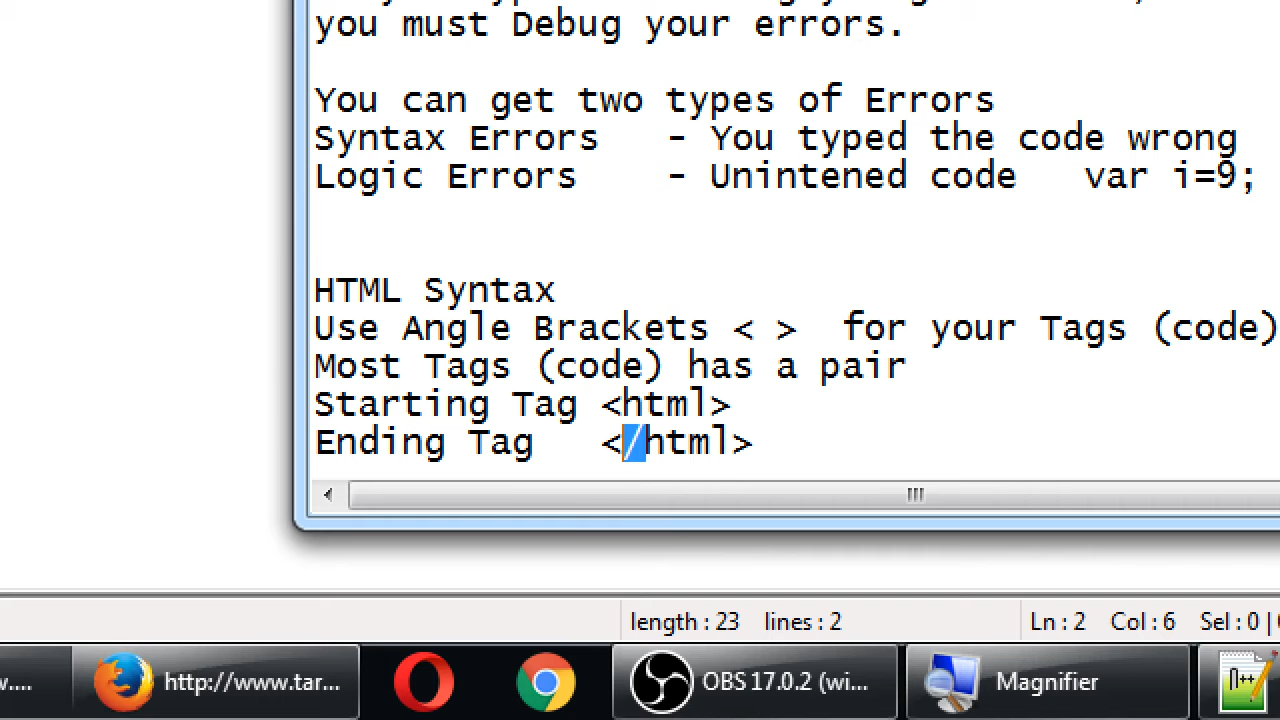 you must Debug your errors.
You can get two types of Errors
Syntax Errors - You typed the code wrong
Logic Errors - Unintened code var i=9;
HTML Syntax
Use Angle Brackets < > for your Tags (code)
Most Tags (code) has a pair
Starting Tag <html>
Ending Tag </html>
length : 23 lines : 2 Ln : 2 Col : 6 Sel : 0 |
w.... http://www.tar... OBS 17.0.2 (wi... Magnifier